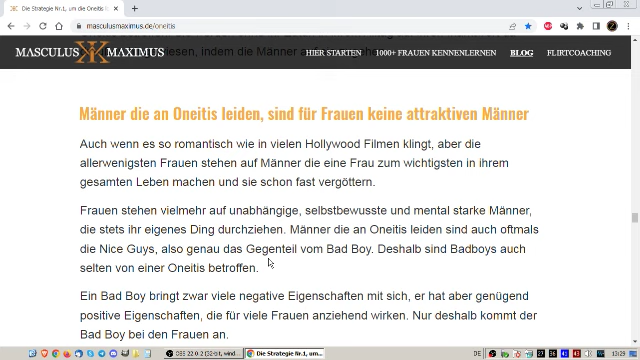 Die Strategie Nr.1, um die Oneitis l
masculusmaximus.de/oneitis
MASCULUS MAXIMUS
HIER STARTEN 1000+ FRAUEN KENNENLERNEN BLOG FLIRTCOACHING
Männer die an Oneitis leiden, sind für Frauen keine attraktiven Männer
Auch wenn es so romantisch wie in vielen Hollywood Filmen klingt, aber die
allerwenigsten Frauen stehen auf Männer die eine Frau zum wichtigsten in ihrem
gesamten Leben machen und sie schon fast vergöttern.
Frauen stehen vielmehr auf unabhängige, selbstbewusste und mental starke Männer,
die stets ihr eigenes Ding durchziehen. Männer die an Oneitis leiden sind auch oftmals
die Nice Guys, also genau das Gegenteil vom Bad Boy. Deshalb sind Badboys auch
selten von einer Oneitis betroffen.
Ein Bad Boy bringt zwar viele negative Eigenschaften mit sich, er hat aber genügend
positive Eigenschaften, die für viele Frauen anziehend wirken. Nur deshalb kommt der
Bad Boy bei den Frauen an.
OBS 22.0.2 (32-bit, wind... Die Strategie Nr.1, um... DE 13:29